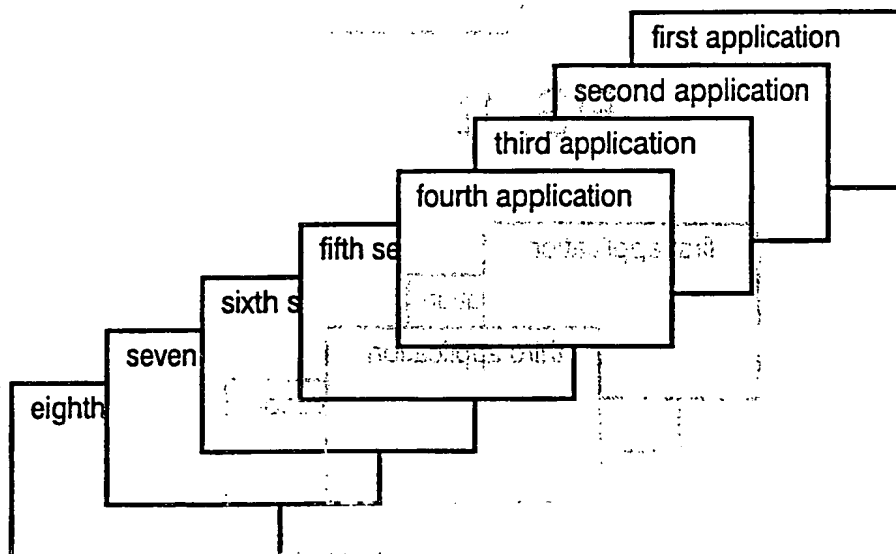 first application
second application
third application
fourth application
fifth se
sixth s
seven
eighth